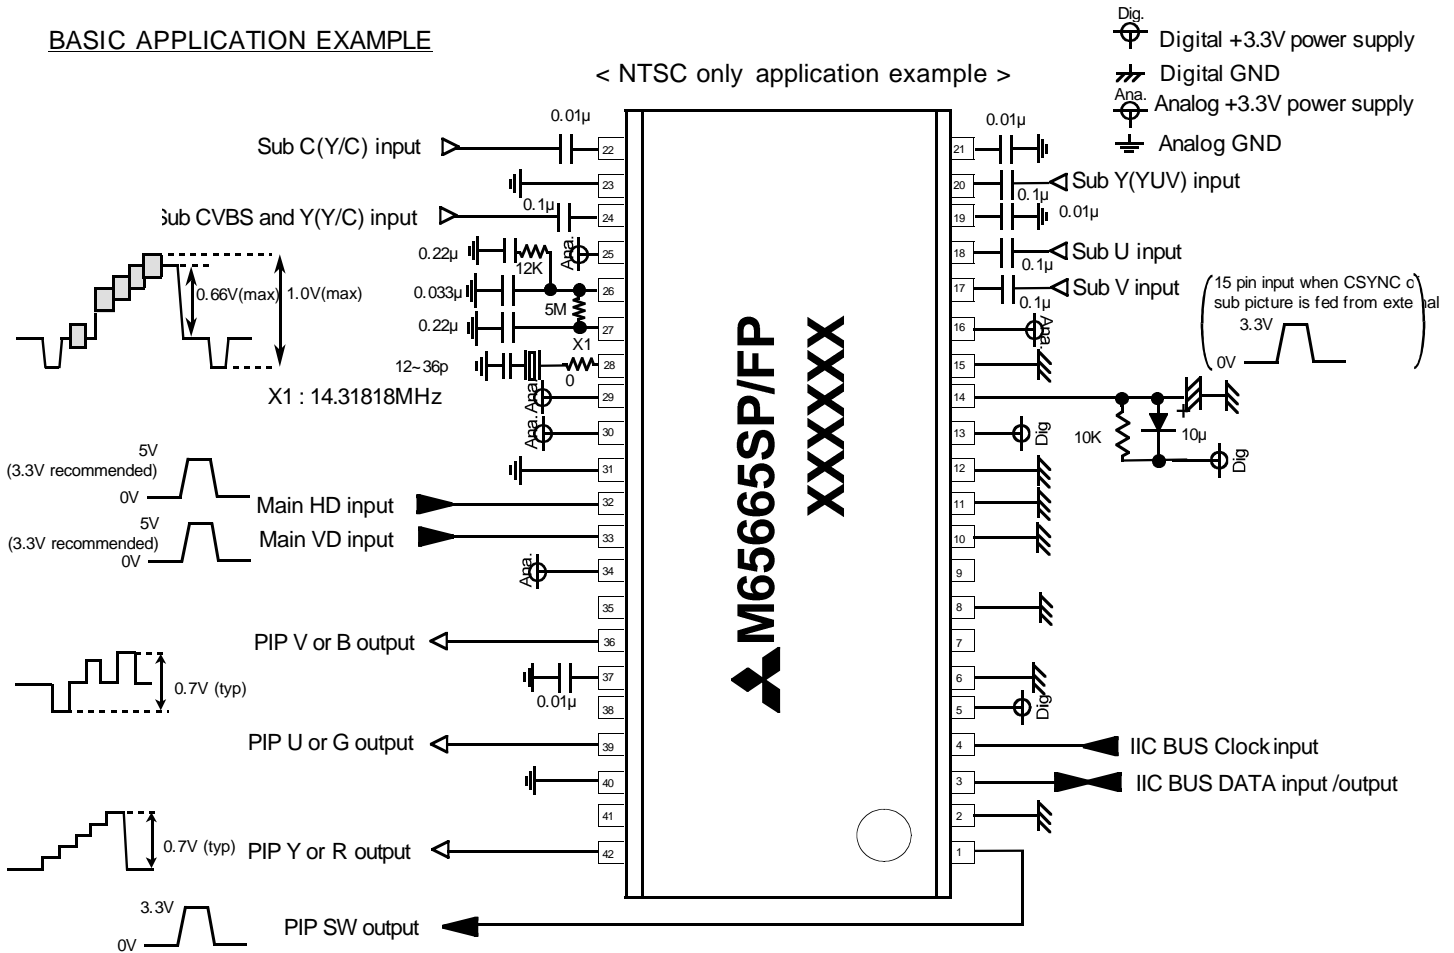 BASIC APPLICATION EXAMPLE
< NTSC only application example >
Dig.
Digital +3.3V power supply
Digital GND
Ana.
Analog +3.3V power supply
Analog GND
0.01µ
Sub C(Y/C) input
22
23
0.1µ
Sub CVBS and Y(Y/C) input
24
0.22µ
12K
Ana.
25
0.66V(max)
1.0V(max)
0.033µ
26
5M
0.22µ
27
X1
12~36p
0
28
X1 : 14.31818MHz
Ana.
29
Ana.
30
5V
(3.3V recommended)
0V
31
Main HD input
32
5V
(3.3V recommended)
0V
Main VD input
33
Ana.
34
35
PIP V or B output
36
0.7V (typ)
37
0.01µ
38
PIP U or G output
39
40
41
0.7V (typ)
PIP Y or R output
42
3.3V
0V
PIP SW output
M65665SP/FP
XXXXXXX
0.01µ
21
20
Sub Y(YUV) input
0.1µ
19
0.01µ
18
Sub U input
0.1µ
17
Sub V input
0.1µ
16
Ana.
15
15 pin input when CSYNC o
sub picture is fed from exte nal
3.3V
0V
14
10K
+
10µ
Dig
13
Dig
12
11
10
9
8
7
6
5
Dig
4
IIC BUS Clock input
3
IIC BUS DATA input /output
2
1